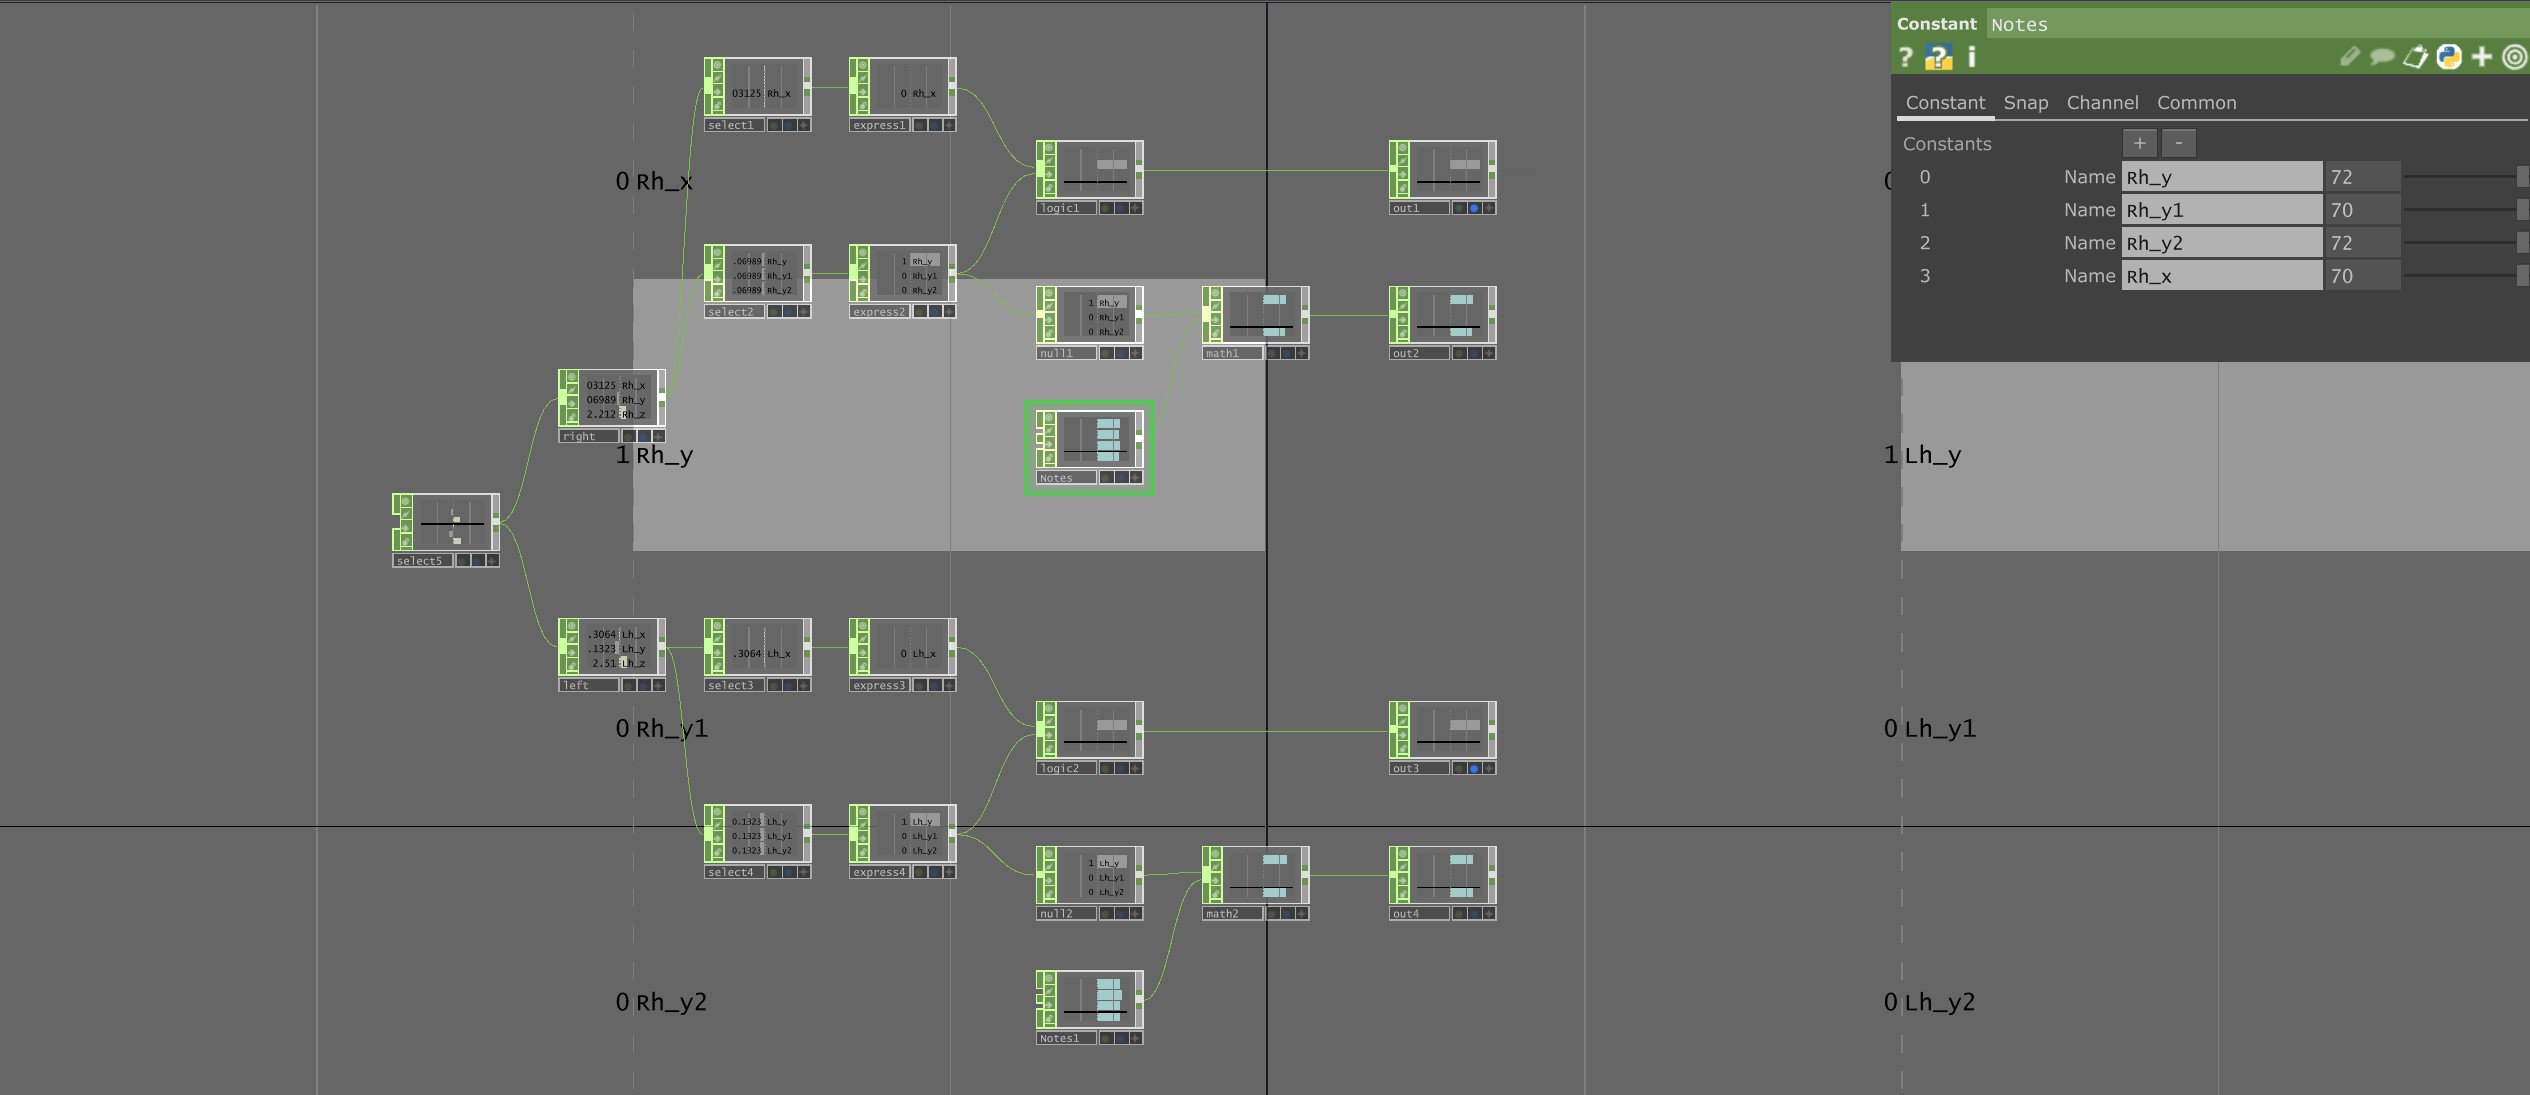 Constant Notes
? ? i
Constant Snap Channel Common
Constants + -
0 Name Rh_y 72
1 Name Rh_y1 70
2 Name Rh_y2 72
3 Name Rh_x 70
03125 Rh_x
select1
0 Rh_x
express1
0 Rh_x
logic1
out1
.06989 Rh_y
.06989 Rh_y1
.06989 Rh_y2
select2
1 Rh_y
0 Rh_y1
0 Rh_y2
express2
1 Rh_y
0 Rh_y1
0 Rh_y2
null1
math1
out2
03125 Rh_x
06989 Rh_y
2.212 Rh_z
right
1 Rh_y
Notes
1 Lh_y
select5
.3064 Lh_x
.1323 Lh_y
2.51 Lh_z
left
.3064 Lh_x
select3
0 Lh_x
express3
0 Rh_y1
logic2
out3
0 Lh_y1
0.1323 Lh_y
0.1323 Lh_y1
0.1323 Lh_y2
select4
1 Lh_y
0 Lh_y1
0 Lh_y2
express4
1 Lh_y
0 Lh_y1
0 Lh_y2
null2
math2
out4
0 Rh_y2
Notes1
0 Lh_y2